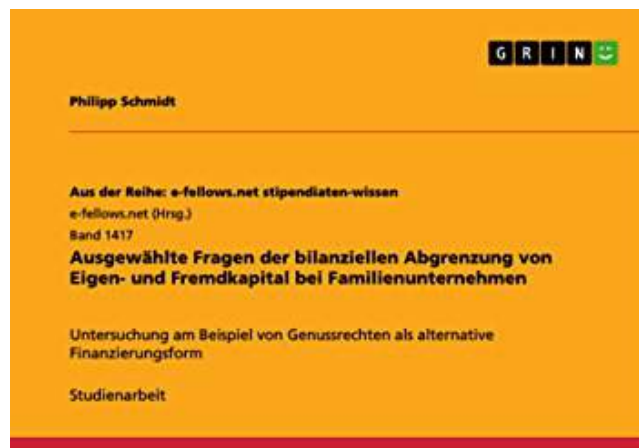 GRIN
Philipp Schmidt
Aus der Reihe: e-fellows.net stipendiaten-wissen
e-fellows.net (Hrsg.)
Band 1417
Ausgewählte Fragen der bilanziellen Abgrenzung von
Eigen- und Fremdkapital bei Familienunternehmen
Untersuchung am Beispiel von Genussrechten als alternative
Finanzierungsform
Studienarbeit